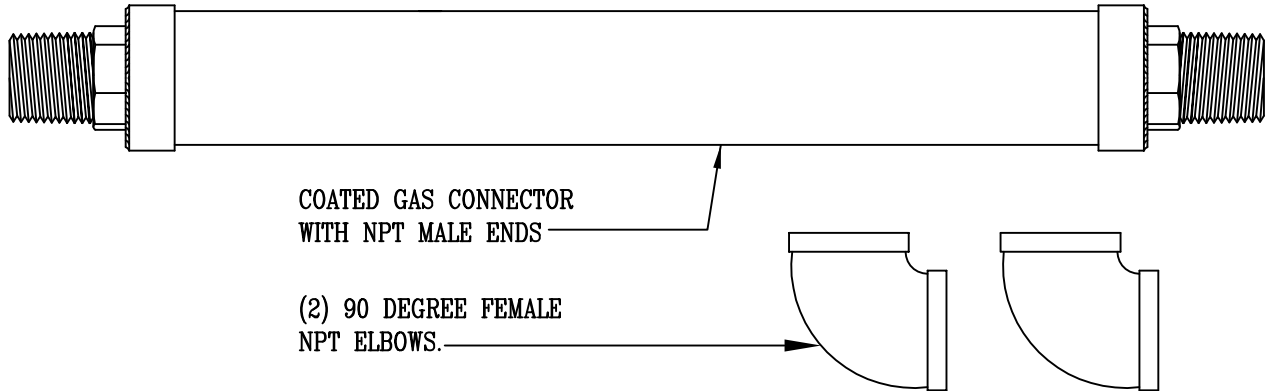 COATED GAS CONNECTOR
WITH NPT MALE ENDS
(2) 90 DEGREE FEMALE
NPT ELBOWS.